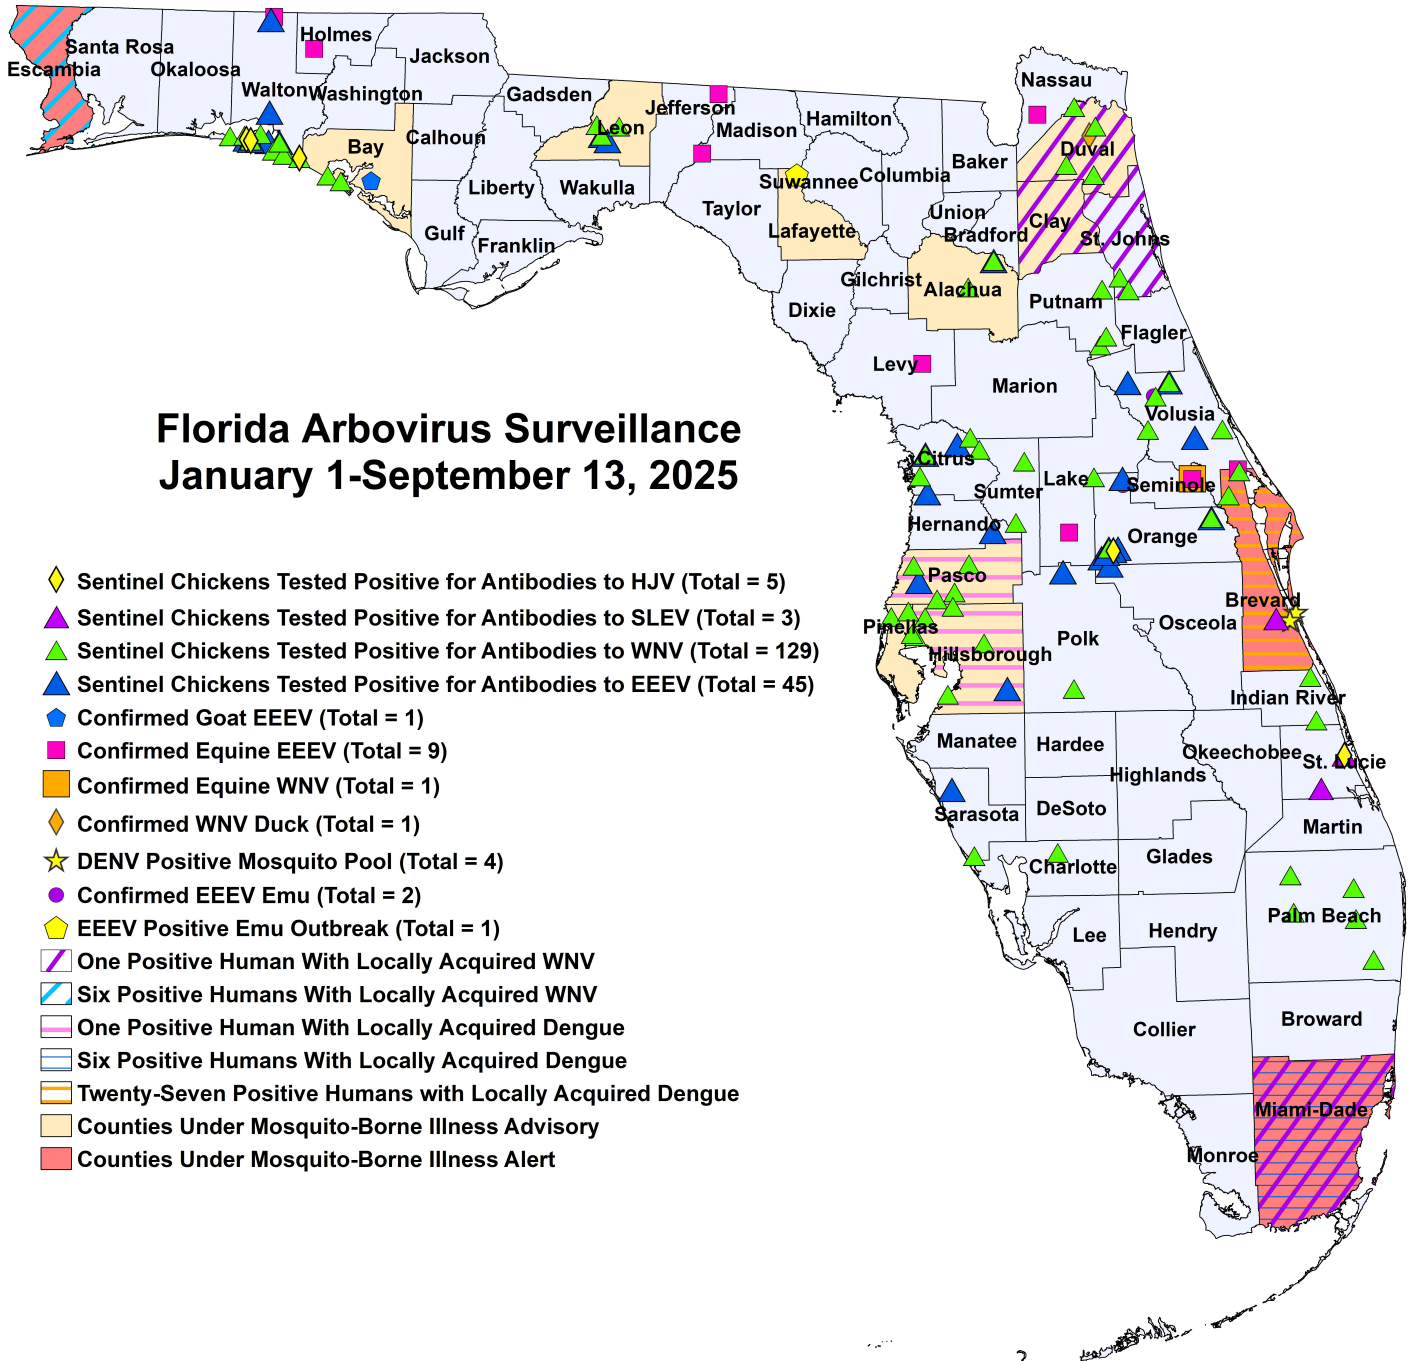 Holmes
Jackson
Santa Rosa
Escambia
Okaloosa
Walton
Washington
Gadsden
Leon
Jefferson
Madison
Hamilton
Nassau
Bay
Calhoun
Liberty
Wakulla
Gulf
Franklin
Taylor
Suwannee
Lafayette
Columbia
Baker
Duval
Union
Bradford
Clay
St. Johns
Gilchrist
Alachua
Putnam
Dixie
Flagler
Levy
Marion
Volusia
Florida Arbovirus Surveillance
January 1-September 13, 2025
Citrus
Sumter
Lake
Seminole
Hernando
Orange
Pasco
Brevard
Pinellas
Osceola
Polk
Hillsborough
Indian River
Manatee
Hardee
Okeechobee
St. Lucie
Highlands
Sarasota
DeSoto
Martin
Charlotte
Glades
Palm Beach
Lee
Hendry
Broward
Collier
Miami-Dade
Monroe
Sentinel Chickens Tested Positive for Antibodies to HJV (Total = 5)
Sentinel Chickens Tested Positive for Antibodies to SLEV (Total = 3)
Sentinel Chickens Tested Positive for Antibodies to WNV (Total = 129)
Sentinel Chickens Tested Positive for Antibodies to EEEV (Total = 45)
Confirmed Goat EEEV (Total = 1)
Confirmed Equine EEEV (Total = 9)
Confirmed Equine WNV (Total = 1)
Confirmed WNV Duck (Total = 1)
DENV Positive Mosquito Pool (Total = 4)
Confirmed EEEV Emu (Total = 2)
EEEV Positive Emu Outbreak (Total = 1)
One Positive Human With Locally Acquired WNV
Six Positive Humans With Locally Acquired WNV
One Positive Human With Locally Acquired Dengue
Six Positive Humans With Locally Acquired Dengue
Twenty-Seven Positive Humans with Locally Acquired Dengue
Counties Under Mosquito-Borne Illness Advisory
Counties Under Mosquito-Borne Illness Alert